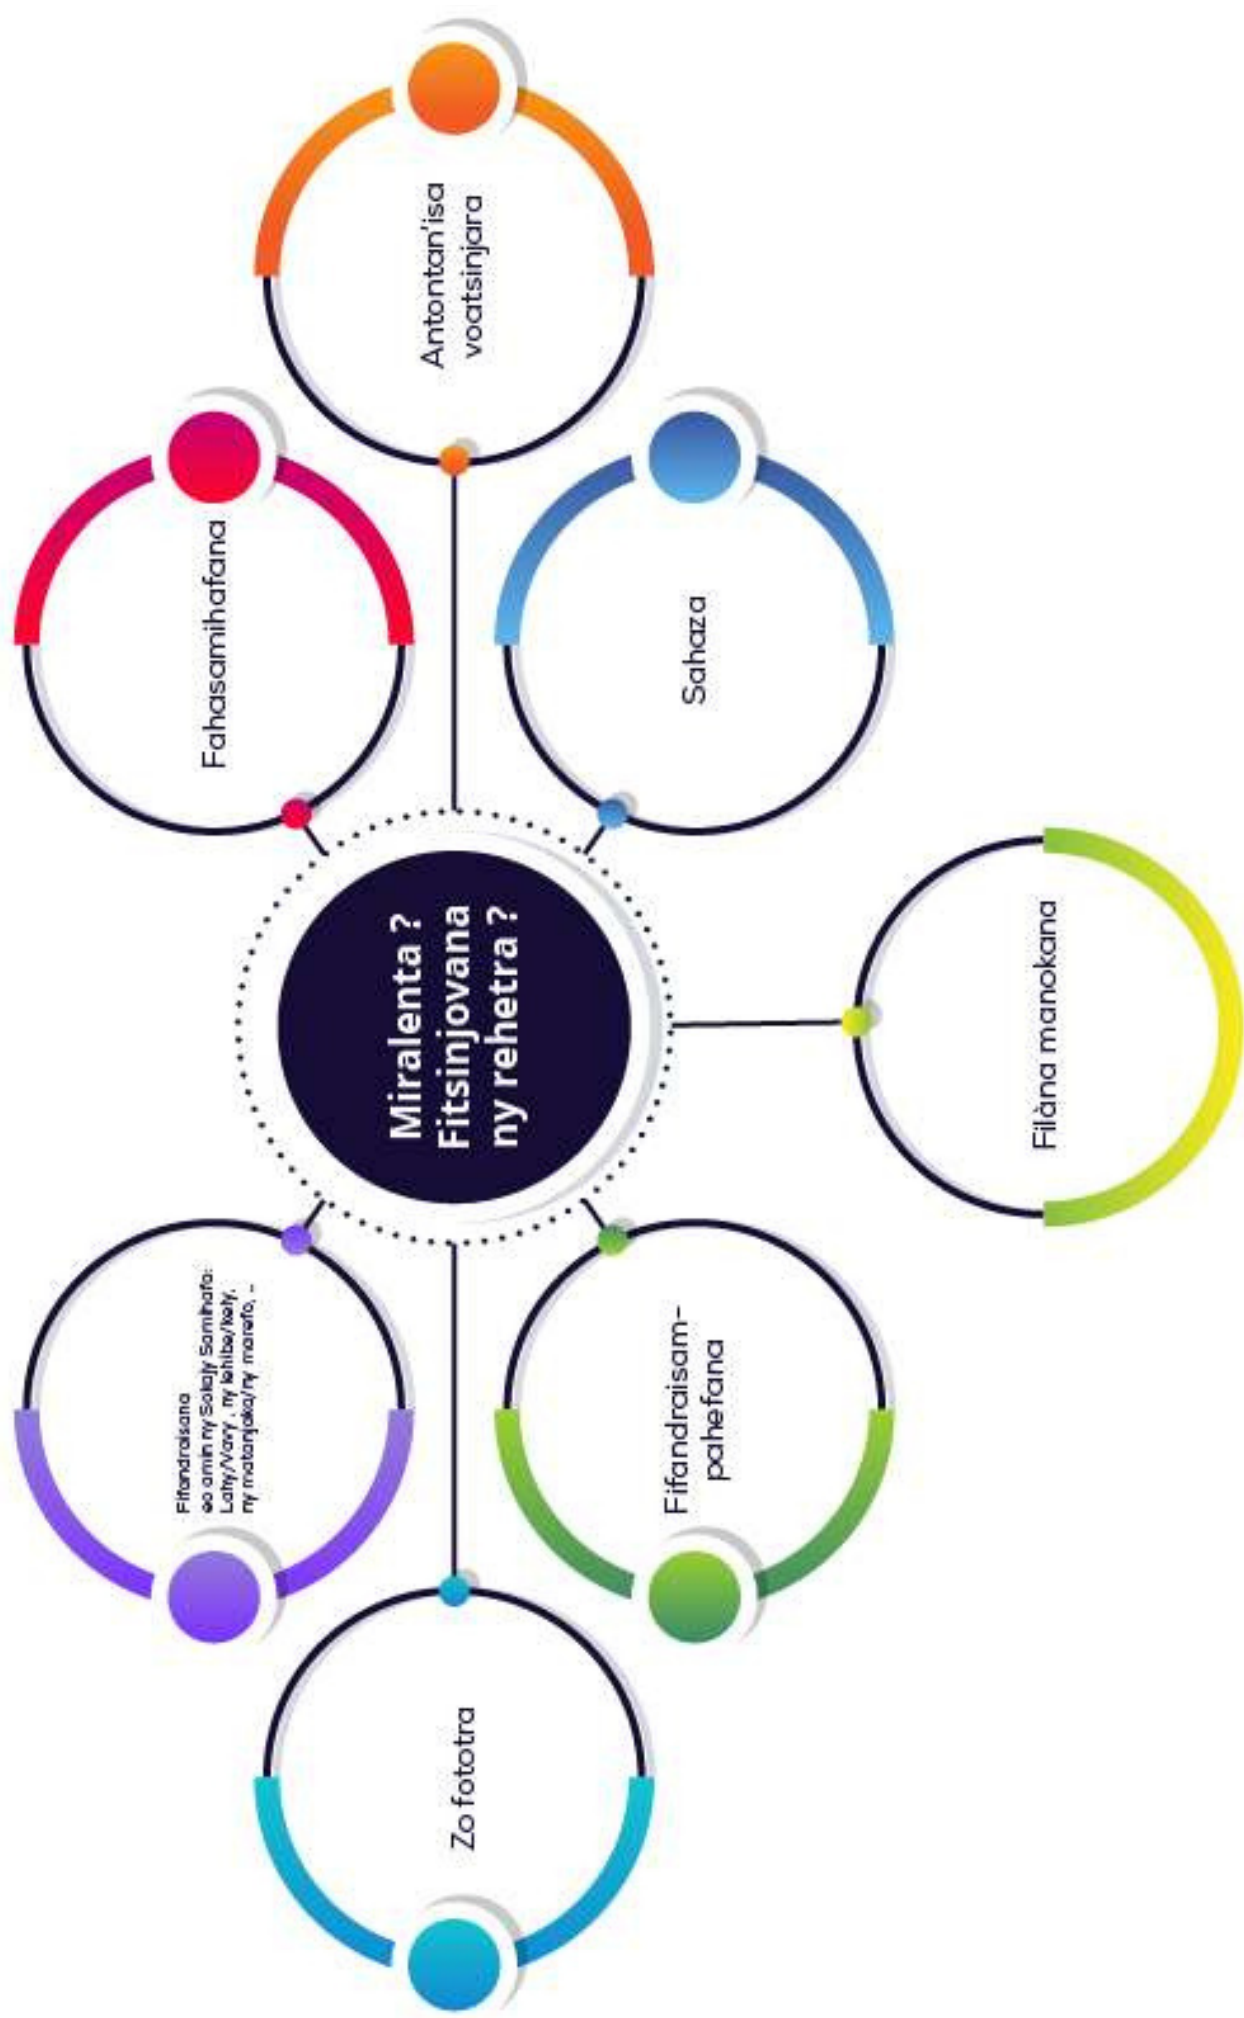 Miralenta ?
Fitsinjovana
ny rehetra ?
Zo fototra
Fifandraisana
eo amin ny Sokajy Samihafa:
Lahy/Vavy , ny lehibe/kely,
ny matanjaka/ny marefo, ..
Fahasamihafana
Antontan'isa
voatsinjara
Fifandraisam-
pahefana
Filàna manokana
Sahaza